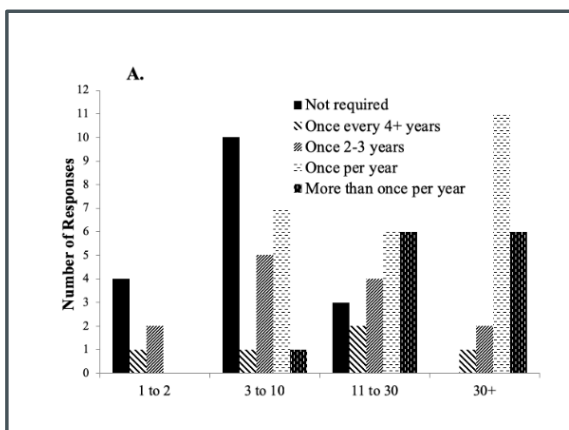 A.
Number of Responses
12
11
10
9
8
7
6
5
4
3
2
1
0
Not required
Once every 4+ years
Once 2-3 years
Once per year
More than once per year
1 to 2 3 to 10 11 to 30 30+